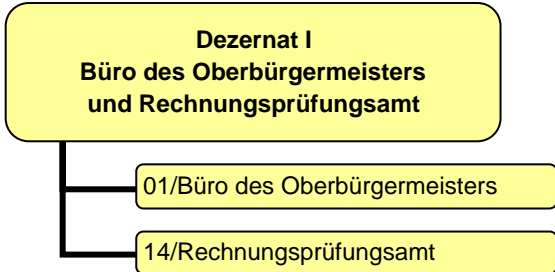 Dezernat I
Büro des Oberbürgermeisters
und Rechnungsprüfungsamt
01/Büro des Oberbürgermeisters
14/Rechnungsprüfungsamt